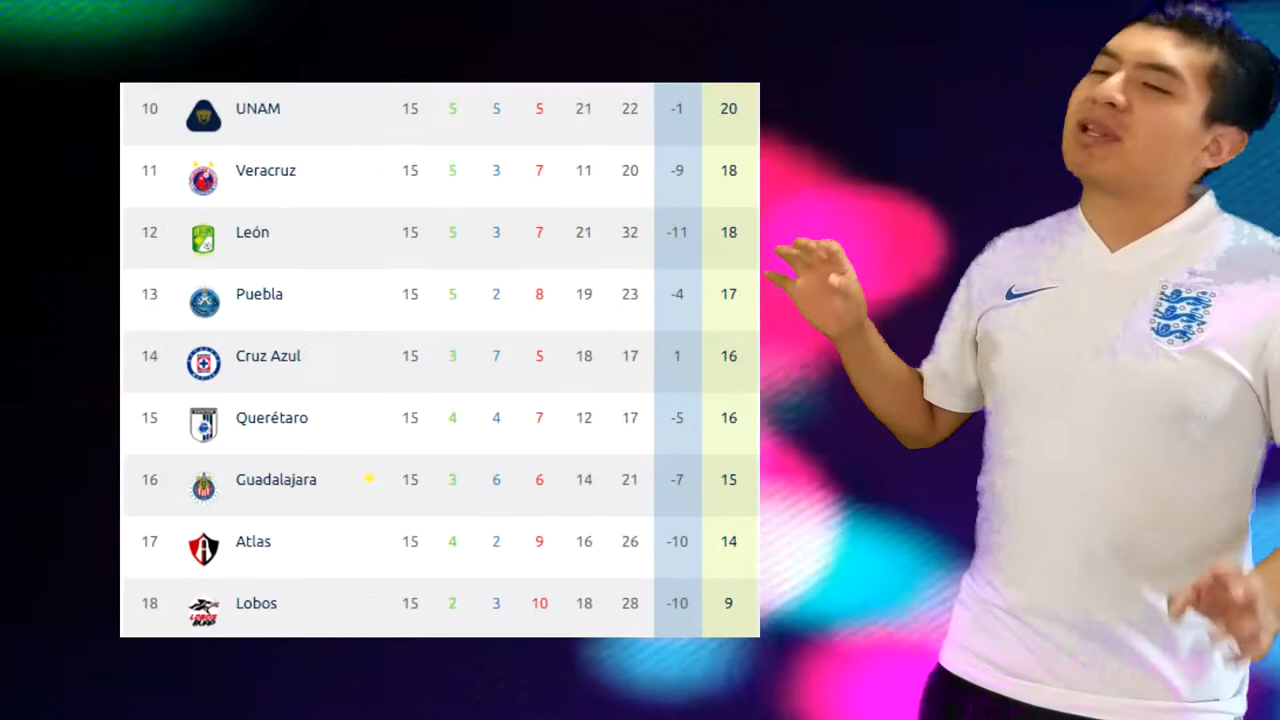 10 UNAM 15 5 5 5 21 22 -1 20
11 Veracruz 15 5 3 7 11 20 -9 18
12 León 15 5 3 7 21 32 -11 18
13 Puebla 15 5 2 8 19 23 -4 17
14 Cruz Azul 15 3 7 5 18 17 1 16
15 Querétaro 15 4 4 7 12 17 -5 16
16 Guadalajara 15 3 6 6 14 21 -7 15
17 Atlas 15 4 2 9 16 26 -10 14
18 Lobos 15 2 3 10 18 28 -10 9